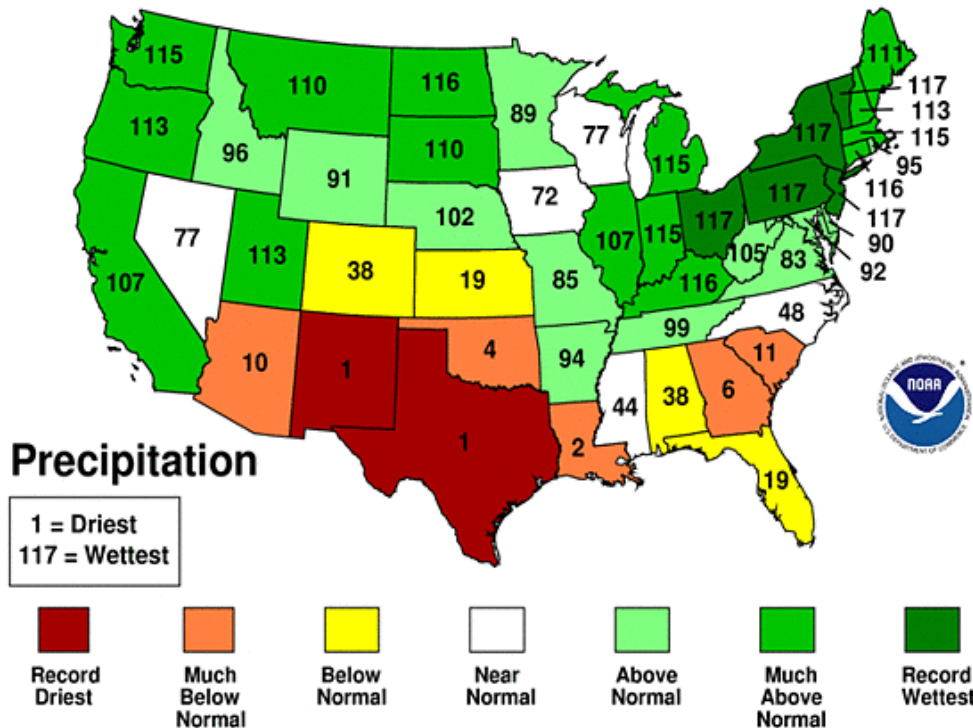 115
110
116
89
111
117
113
115
95
116
117
90
92
113
96
91
110
77
115
117
117
77
113
102
72
107
115
117
105
83
107
38
19
85
116
99
48
10
1
4
94
11
1
2
44
38
6
19
NOAA
Precipitation
1 = Driest
117 = Wettest
Record
Driest
Much
Below
Normal
Below
Normal
Near
Normal
Above
Normal
Much
Above
Normal
Record
Wettest